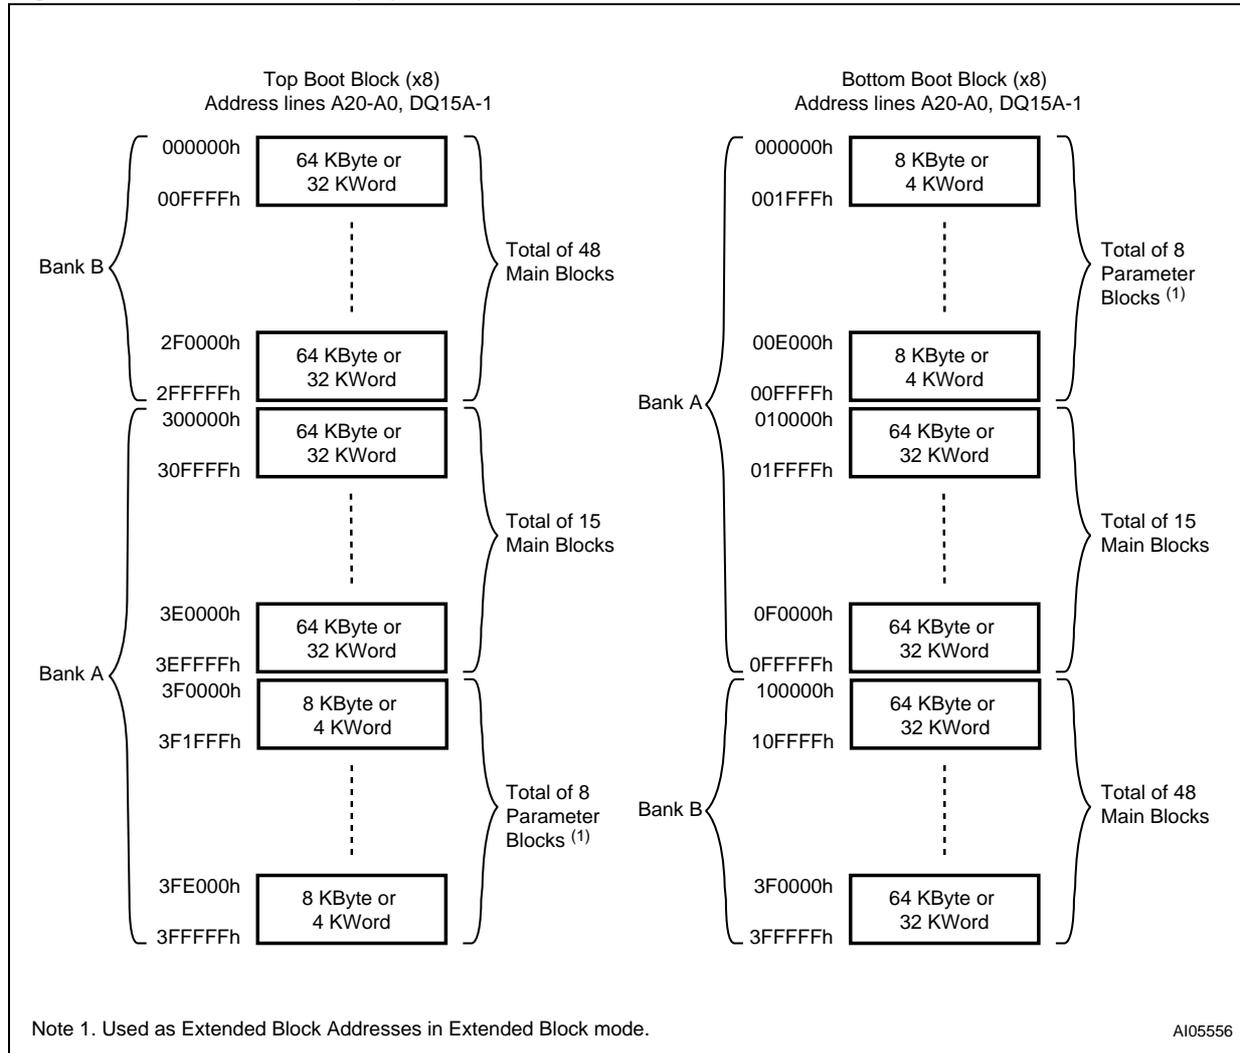 Top Boot Block (x8)
Address lines A20-A0, DQ15A-1
000000h
64 KByte or
32 KWord
00FFFFh
Bank B
Total of 48
Main Blocks
2F0000h
64 KByte or
32 KWord
2FFFFFh
300000h
64 KByte or
32 KWord
30FFFFh
Total of 15
Main Blocks
3E0000h
64 KByte or
32 KWord
3EFFFFh
Bank A
3F0000h
8 KByte or
4 KWord
3F1FFFh
Total of 8
Parameter
Blocks (1)
3FE000h
8 KByte or
4 KWord
3FFFFFh
Bottom Boot Block (x8)
Address lines A20-A0, DQ15A-1
000000h
8 KByte or
4 KWord
001FFFh
Total of 8
Parameter
Blocks (1)
00E000h
8 KByte or
4 KWord
00FFFFh
Bank A
010000h
64 KByte or
32 KWord
01FFFFh
Total of 15
Main Blocks
0F0000h
64 KByte or
32 KWord
0FFFFFh
100000h
64 KByte or
32 KWord
10FFFFh
Bank B
Total of 48
Main Blocks
3F0000h
64 KByte or
32 KWord
3FFFFFh
Note 1. Used as Extended Block Addresses in Extended Block mode.
AI05556